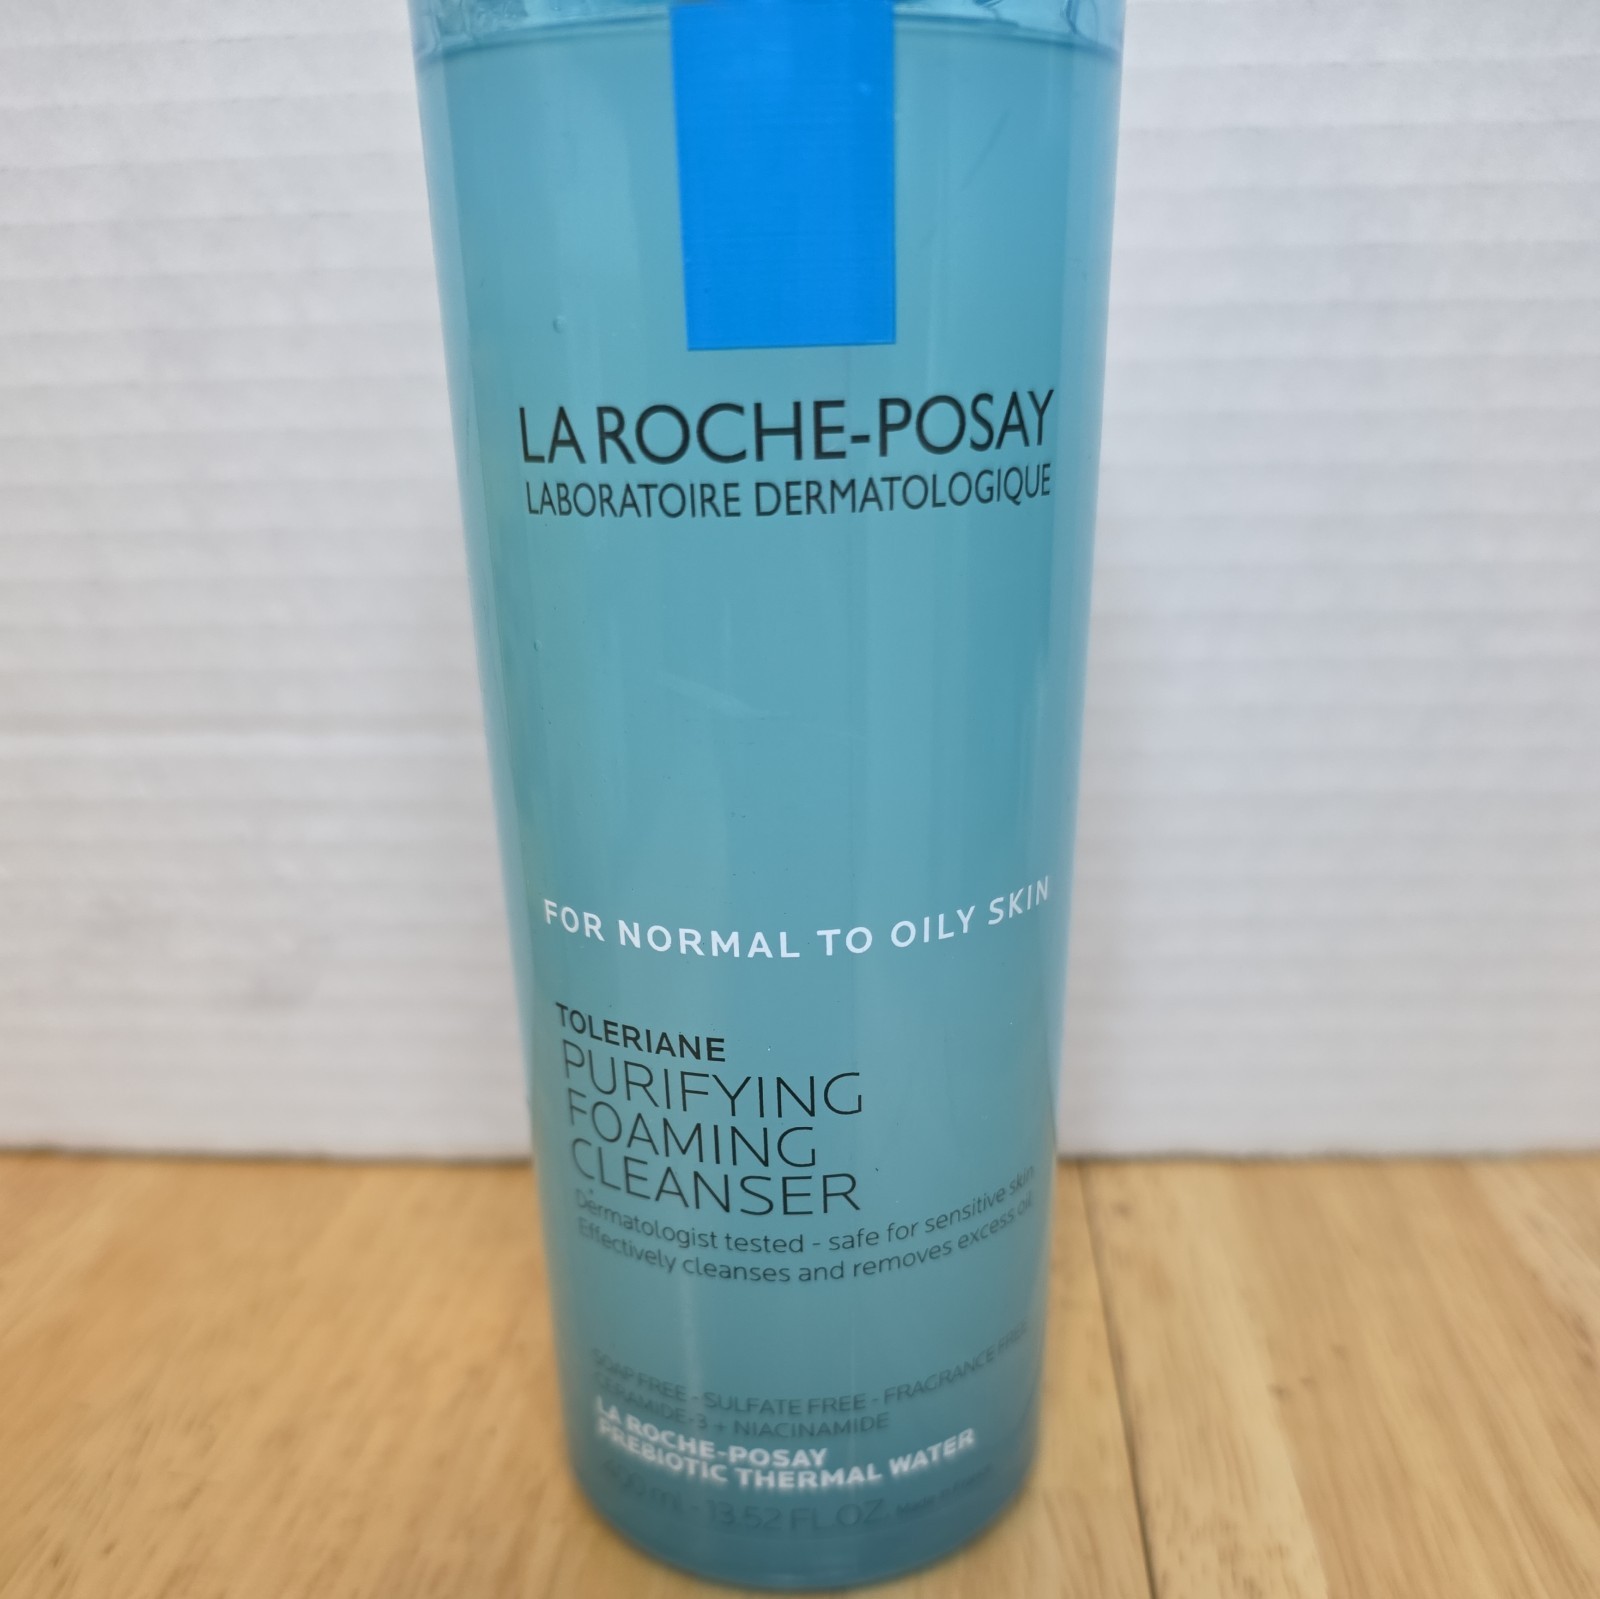 LA ROCHE-POSAY
LABORATOIRE DERMATOLOGIQUE
FOR NORMAL TO OILY SKIN
TOLERIANE
PURIFYING
FOAMING
CLEANSER
Dermatologist tested - safe for sensitive skin
Effectively cleanses and removes excess oil
SOAP FREE - SULFATE FREE - FRAGRANCE FREE
CERAMIDE-3 + NIACINAMIDE
LA ROCHE-POSAY
PREBIOTIC THERMAL WATER
400 mL - 13.52 FL.OZ.